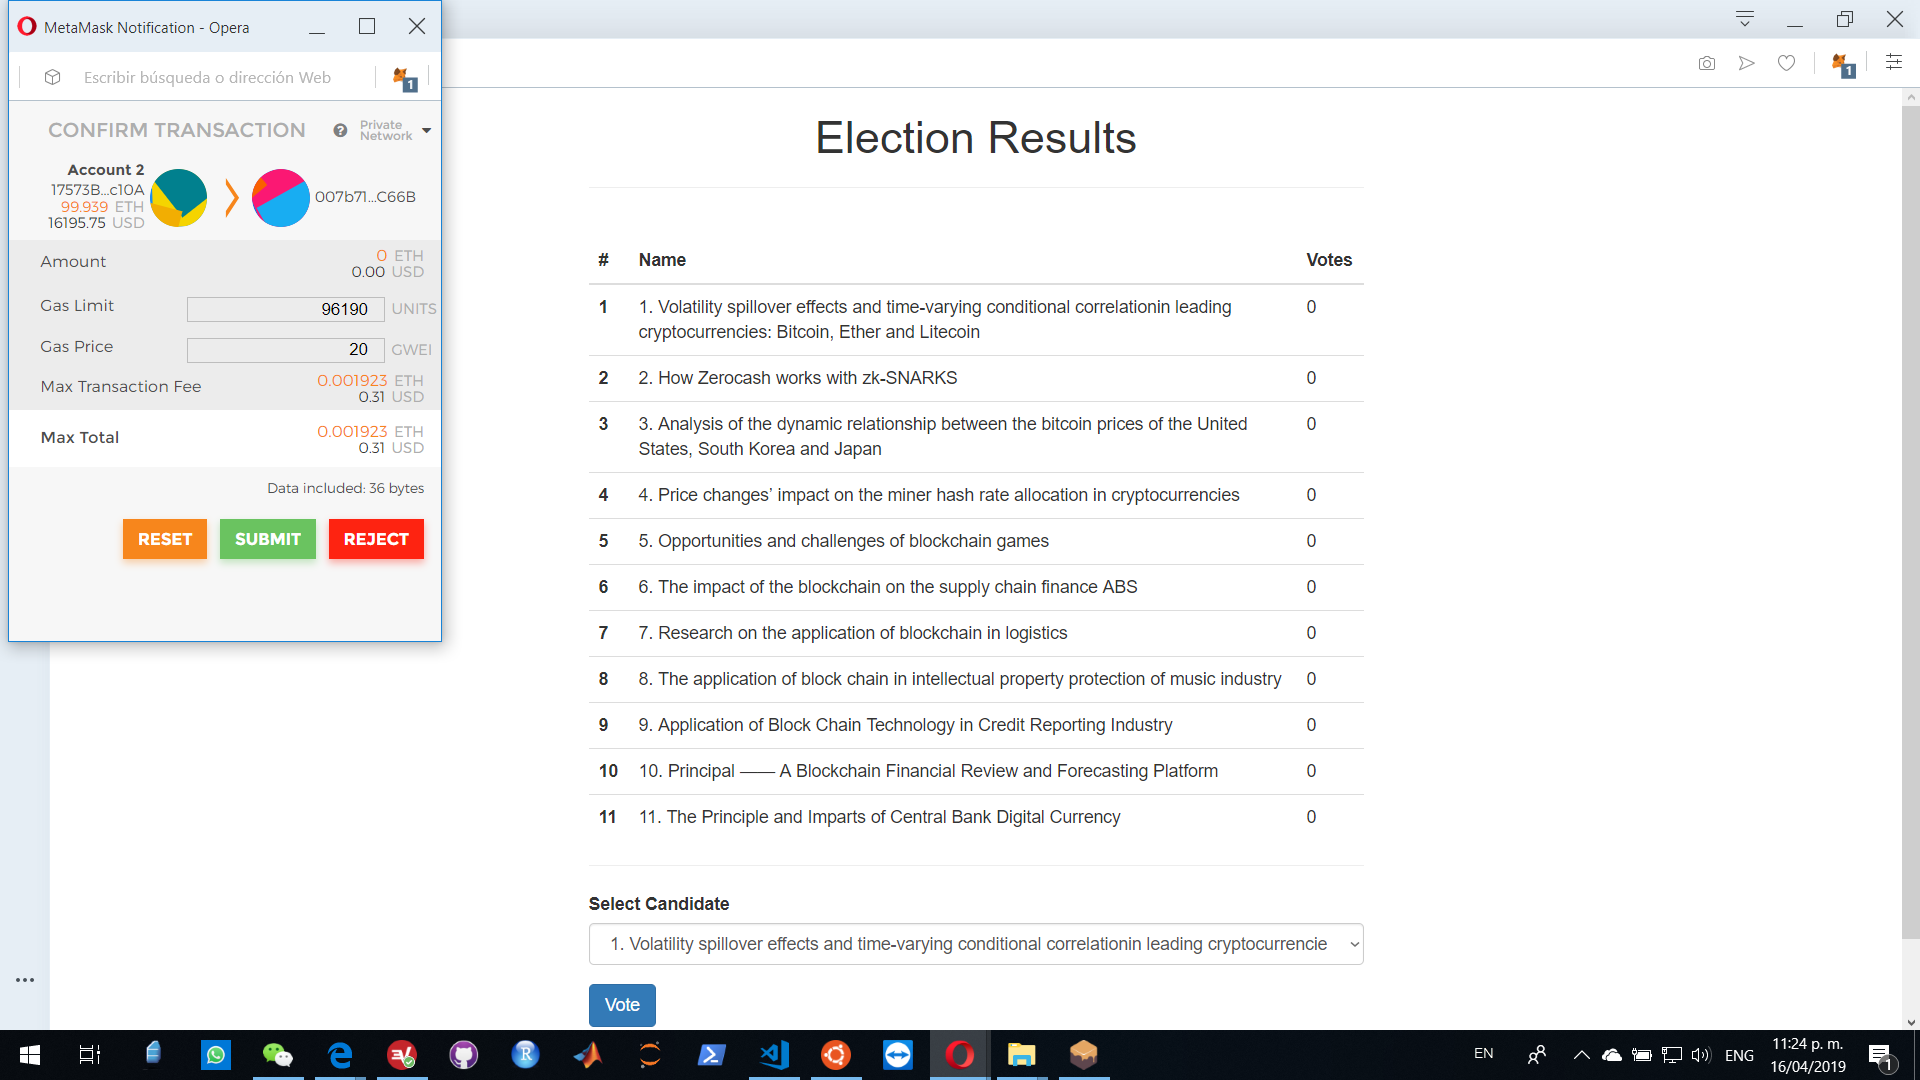 MetaMask Notification - Opera
Escribir búsqueda o dirección Web
1
CONFIRM TRANSACTION
Private
Network
Account 2
17573B...c10A
99.939 ETH
16195.75 USD
007b71...C66B
Amount
0 ETH
0.00 USD
Gas Limit
96190 UNITS
Gas Price
20 GWEI
Max Transaction Fee
0.001923 ETH
0.31 USD
Max Total
0.001923 ETH
0.31 USD
Data included: 36 bytes
RESET SUBMIT REJECT
1
Election Results
# Name Votes
1 1. Volatility spillover effects and time-varying conditional correlationin leading 0
cryptocurrencies: Bitcoin, Ether and Litecoin
2 2. How Zerocash works with zk-SNARKS 0
3 3. Analysis of the dynamic relationship between the bitcoin prices of the United 0
States, South Korea and Japan
4 4. Price changes’ impact on the miner hash rate allocation in cryptocurrencies 0
5 5. Opportunities and challenges of blockchain games 0
6 6. The impact of the blockchain on the supply chain finance ABS 0
7 7. Research on the application of blockchain in logistics 0
8 8. The application of block chain in intellectual property protection of music industry 0
9 9. Application of Block Chain Technology in Credit Reporting Industry 0
10 10. Principal —— A Blockchain Financial Review and Forecasting Platform 0
11 11. The Principle and Imparts of Central Bank Digital Currency 0
Select Candidate
1. Volatility spillover effects and time-varying conditional correlationin leading cryptocurrencie
Vote
EN
ENG
11:24 p. m.
16/04/2019
1